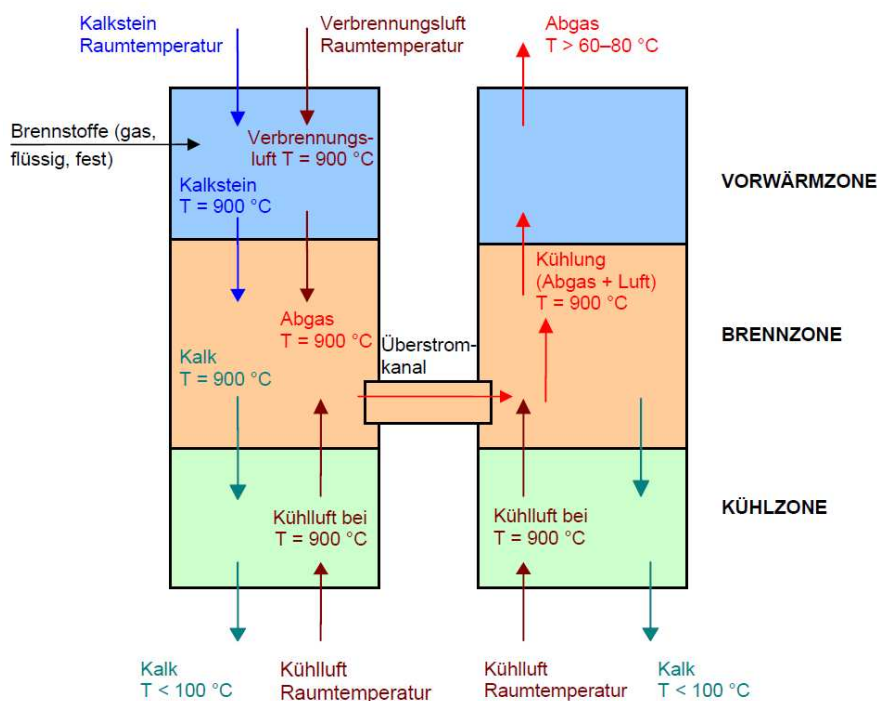 Kalkstein
Raumtemperatur
Verbrennungsluft
Raumtemperatur
Abgas
T > 60–80 °C
Brennstoffe (gas,
flüssig, fest)
Verbrennungs-
luft T = 900 °C
Kalkstein
T = 900 °C
VORWÄRMZONE
Kühlung
(Abgas + Luft)
T = 900 °C
Abgas
T = 900 °C
Überstrom-
kanal
BRENNZONE
Kalk
T = 900 °C
Kühlluft bei
T = 900 °C
Kühlluft bei
T = 900 °C
KÜHLZONE
Kalk
T < 100 °C
Kühlluft
Raumtemperatur
Kühlluft
Raumtemperatur
Kalk
T < 100 °C